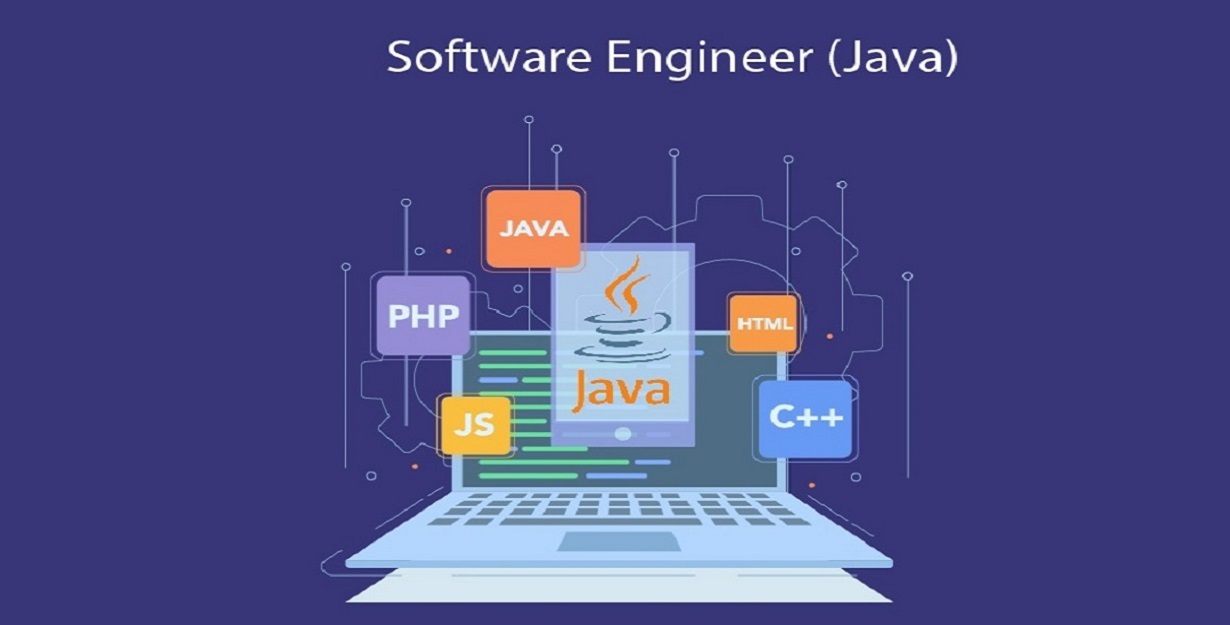 Software Engineer (Java)
JAVA
PHP
Java
HTML
JS
C++